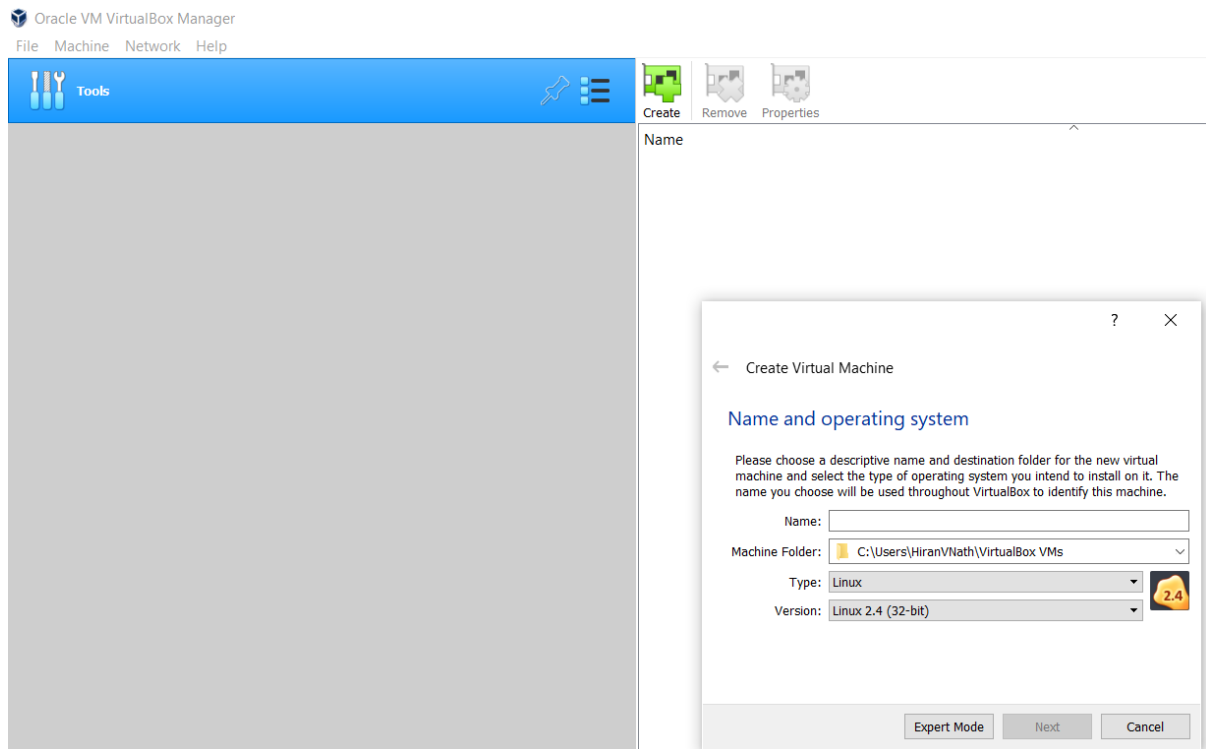 Oracle VM VirtualBox Manager
File Machine Network Help
Tools
Create Remove Properties
Name
?
Create Virtual Machine
Name and operating system
Please choose a descriptive name and destination folder for the new virtual
machine and select the type of operating system you intend to install on it. The
name you choose will be used throughout VirtualBox to identify this machine.
Name:
Machine Folder: C:\Users\HiranVNath\VirtualBox VMs
Type: Linux
2.4
Version: Linux 2.4 (32-bit)
Expert Mode Next Cancel